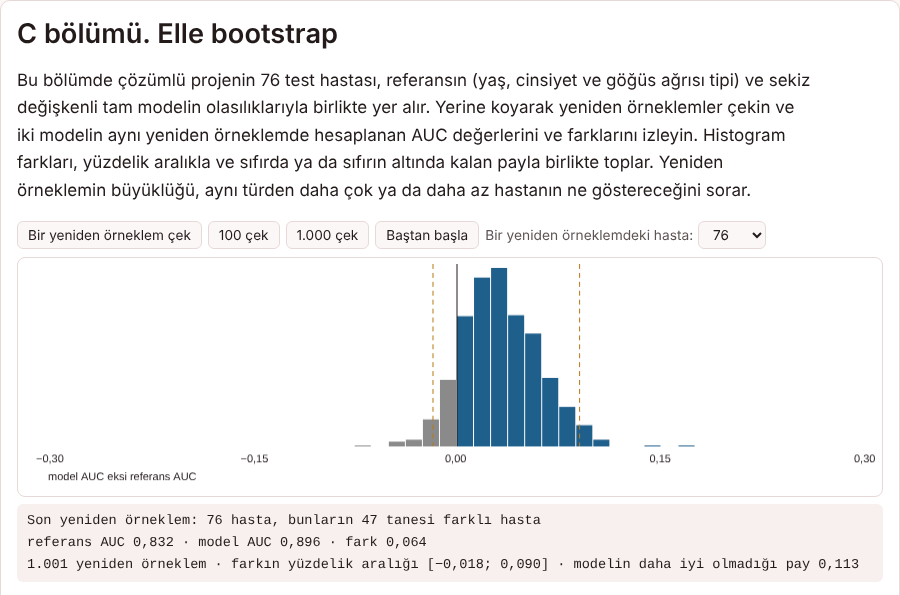 C bölümü. Elle bootstrap
Bu bölümde çözümlü projenin 76 test hastası, referansın (yaş, cinsiyet ve göğüs ağrısı tipi) ve sekiz
değişkenli tam modelin olasılıklarıyla birlikte yer alır. Yerine koyarak yeniden örneklemler çekin ve
iki modelin aynı yeniden örneklemde hesaplanan AUC değerlerini ve farklarını izleyin. Histogram
farkları, yüzdelik aralıkla ve sıfırda ya da sıfırın altında kalan payla birlikte toplar. Yeniden
örneklemin büyüklüğü, aynı türden daha çok ya da daha az hastanın ne göstereceğini sorar.
Bir yeniden örneklem çek 100 çek 1.000 çek Baştan başla Bir yeniden örneklemdeki hasta: 76
−0,30 −0,15 0,00 0,15 0,30
model AUC eksi referans AUC
Son yeniden örneklem: 76 hasta, bunların 47 tanesi farklı hasta
referans AUC 0,832 · model AUC 0,896 · fark 0,064
1.001 yeniden örneklem · farkın yüzdelik aralığı [−0,018; 0,090] · modelin daha iyi olmadığı pay 0,113